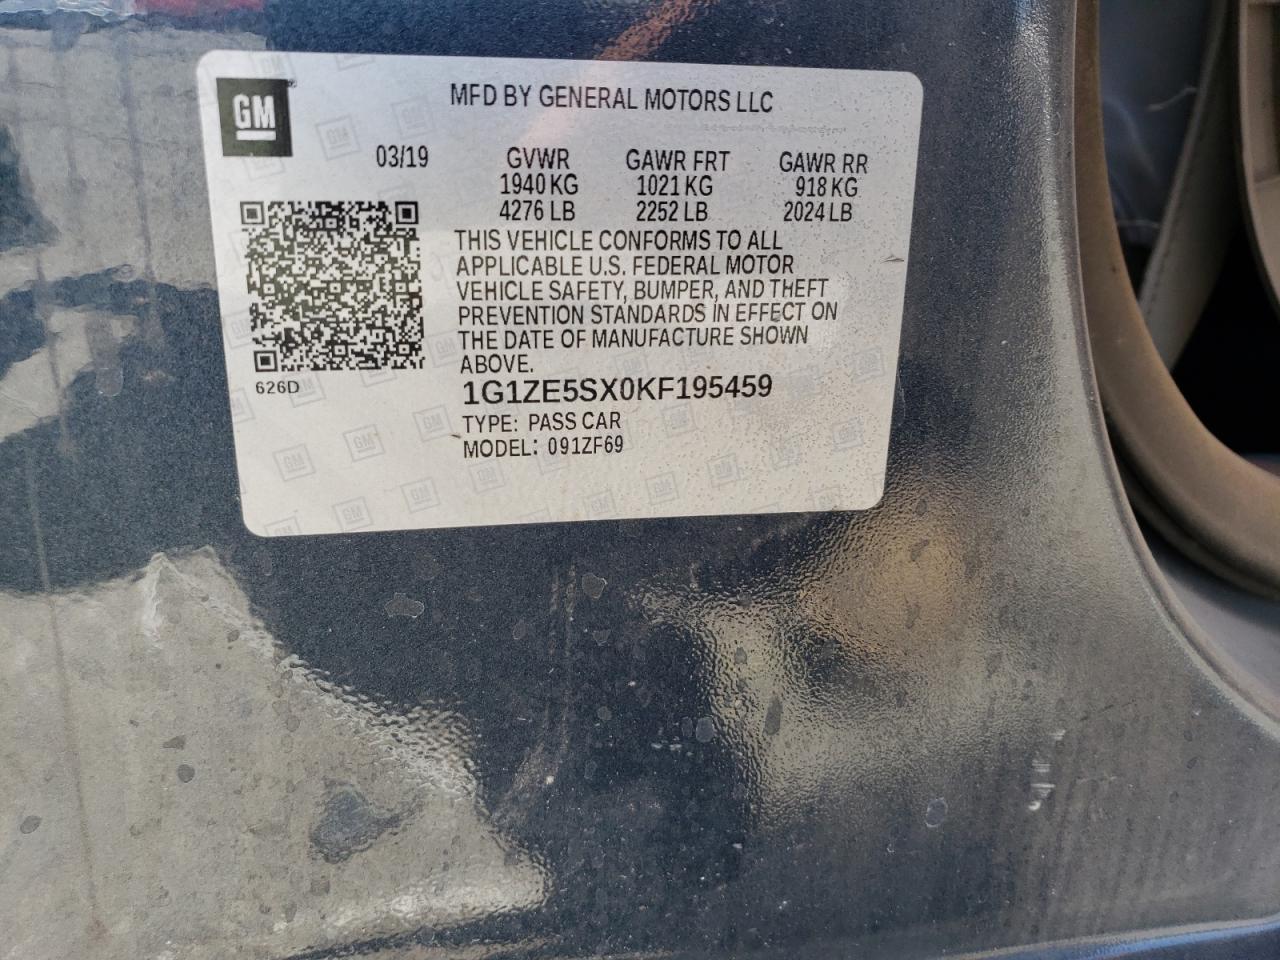 GM
MFD BY GENERAL MOTORS LLC
03/19 GVWR GAWR FRT GAWR RR
1940 KG 1021 KG 918 KG
4276 LB 2252 LB 2024 LB
THIS VEHICLE CONFORMS TO ALL
APPLICABLE U.S. FEDERAL MOTOR
VEHICLE SAFETY, BUMPER, AND THEFT
PREVENTION STANDARDS IN EFFECT ON
THE DATE OF MANUFACTURE SHOWN
ABOVE.
626D
1G1ZE5SX0KF195459
TYPE: PASS CAR
MODEL: 091ZF69